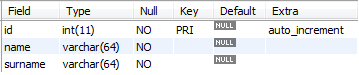 Field Type Null Key Default Extra
id int(11) NO PRI NULL auto_increment
name varchar(64) NO NULL
surname varchar(64) NO NULL